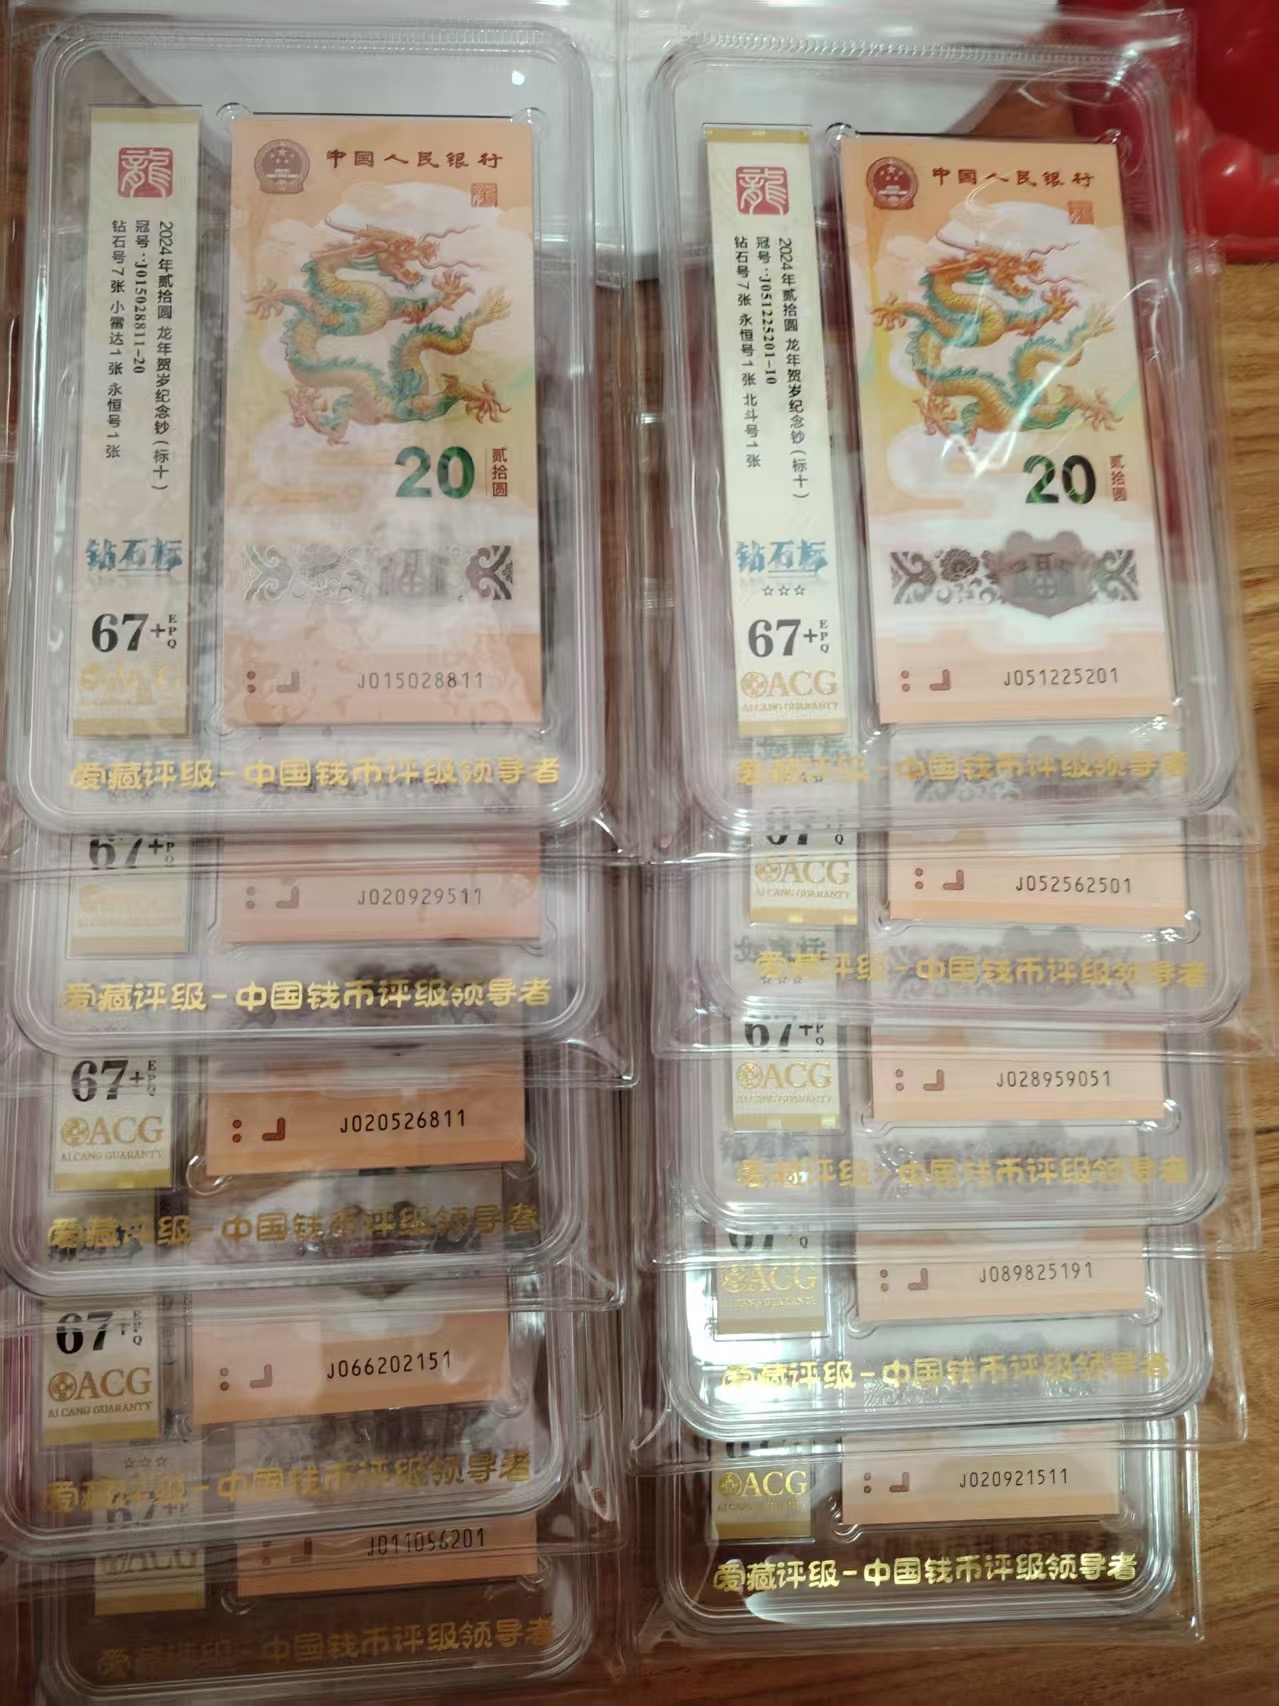 龍
2024年贰拾圆 龙年贺岁纪念钞(标十)
冠号:J015028811-20
钻石号7张 小雷达1张 永恒号1张
钻石标
67+EPQ
中国人民银行
20
贰拾圆
J015028811
爱藏评级-中国钱币评级领导者
67+
J020929511
爱藏评级-中国钱币评级领导者
67+EPQ
ACG
AI CANG GUARANTY
J020526811
爱藏评级-中国钱币评级领导者
67+EPQ
ACG
AI CANG GUARANTY
J066202151
爱藏评级-中国钱币评级领导者
ACG
爱藏评级-中国钱币评级领导者
龍
2024年贰拾圆 龙年贺岁纪念钞(标十)
冠号:J051225201-10
钻石号7张 永恒号1张 北斗号1张
钻石标
☆☆☆
67+EPQ
ACG
AI CANG GUARANTY
中国人民银行
20
贰拾圆
J051225201
爱藏评级-中国钱币评级领导者
ACG
AI CANG GUARANTY
J052562501
爱藏评级-中国钱币评级领导者
67+
ACG
AI CANG GUARANTY
J028959051
爱藏评级-中国钱币评级领导者
ACG
J089825191
爱藏评级-中国钱币评级领导者
ACG
J020921511
爱藏评级-中国钱币评级领导者